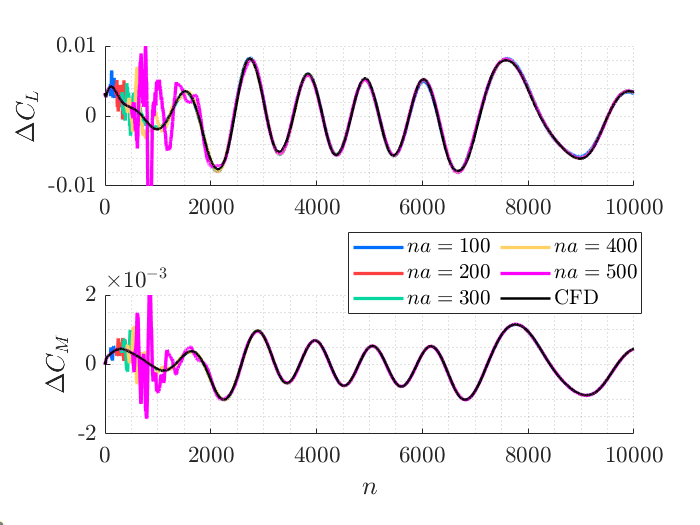 0.01
0
-0.01
ΔC_L
0 2000 4000 6000 8000 10000
na = 100 na = 400
na = 200 na = 500
na = 300 CFD
×10⁻³
2
0
-2
ΔC_M
0 2000 4000 6000 8000 10000
n